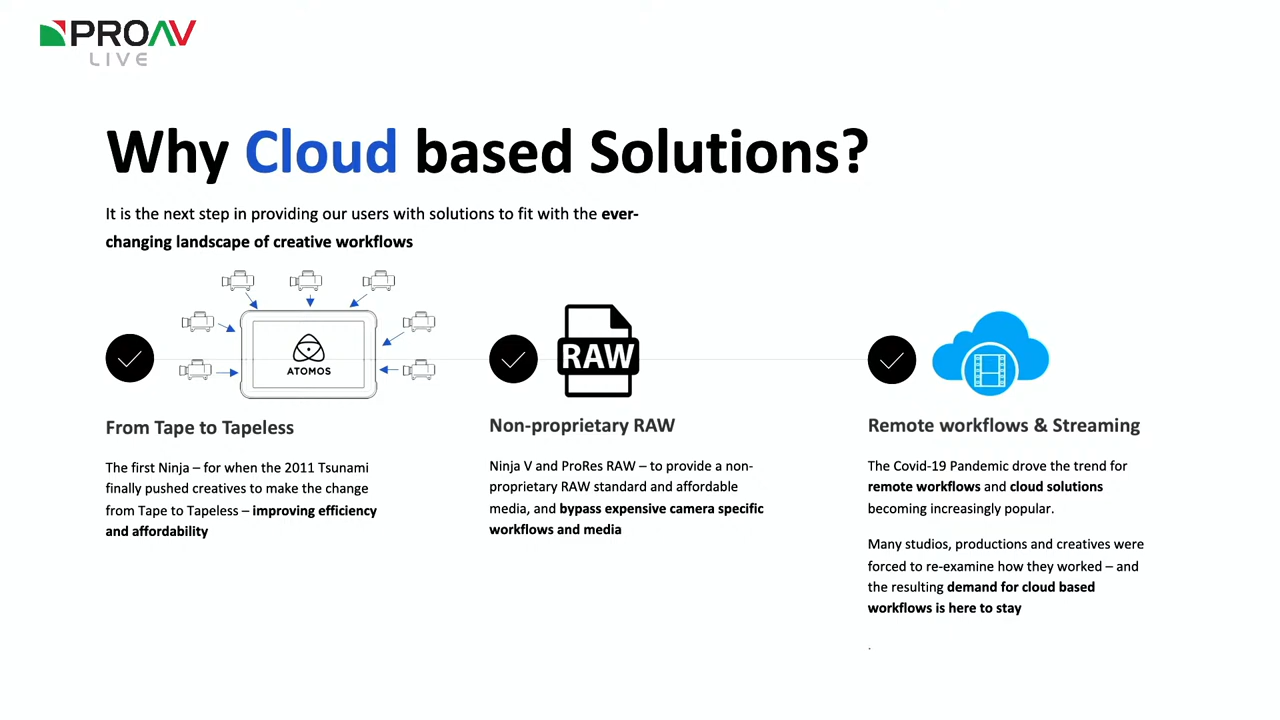 PROAV
LIVE
Why Cloud based Solutions?
It is the next step in providing our users with solutions to fit with the ever-
changing landscape of creative workflows
ATOMOS
RAW
From Tape to Tapeless
The first Ninja – for when the 2011 Tsunami
finally pushed creatives to make the change
from Tape to Tapeless – improving efficiency
and affordability
Non-proprietary RAW
Ninja V and ProRes RAW – to provide a non-
proprietary RAW standard and affordable
media, and bypass expensive camera specific
workflows and media
Remote workflows & Streaming
The Covid-19 Pandemic drove the trend for
remote workflows and cloud solutions
becoming increasingly popular.
Many studios, productions and creatives were
forced to re-examine how they worked – and
the resulting demand for cloud based
workflows is here to stay
.